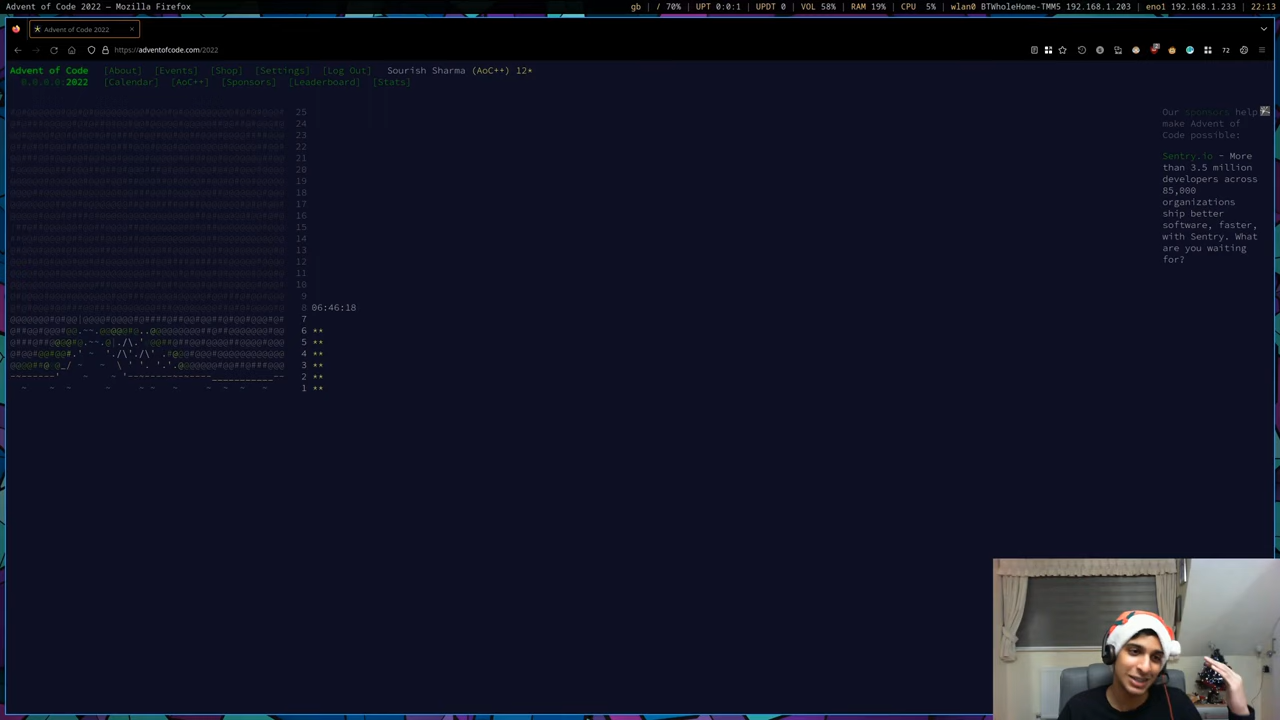 Advent of Code 2022 — Mozilla Firefox
gb | / 70% | UPT 0:0:1 | UPDT 0 | VOL 58% | RAM 19% | CPU 5% | wlan0 BTWholeHome-TMM5 192.168.1.203 | eno1 192.168.1.233 | 22:13
Advent of Code 2022
https://adventofcode.com/2022
72
Advent of Code [About] [Events] [Shop] [Settings] [Log Out] Sourish Sharma (AoC++) 12*
0.0.0.0:2022 [Calendar] [AoC++] [Sponsors] [Leaderboard] [Stats]
25
24
23
22
21
20
19
18
17
16
15
14
13
12
11
10
9
8 06:46:18
7
6 **
5 **
4 **
3 **
2 **
1 **
Our sponsors help
make Advent of
Code possible:
Sentry.io - More
than 3.5 million
developers across
85,000
organizations
ship better
software, faster,
with Sentry. What
are you waiting
for?